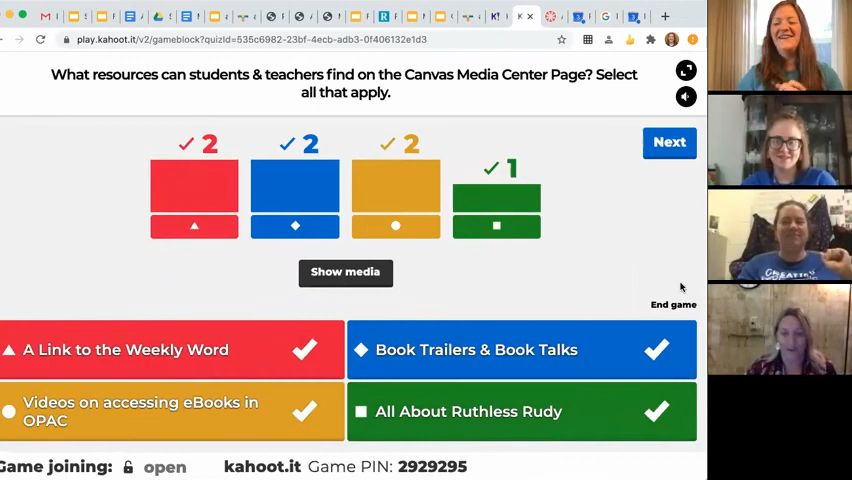 play.kahoot.it/v2/gameblock?quizId=535c6982-23bf-4ecb-adb3-0f406132e1d3
What resources can students & teachers find on the Canvas Media Center Page? Select
all that apply.
2
2
2
1
Next
Show media
End game
A Link to the Weekly Word
Book Trailers & Book Talks
Videos on accessing eBooks in
OPAC
All About Ruthless Rudy
Game joining: open kahoot.it Game PIN: 2929295